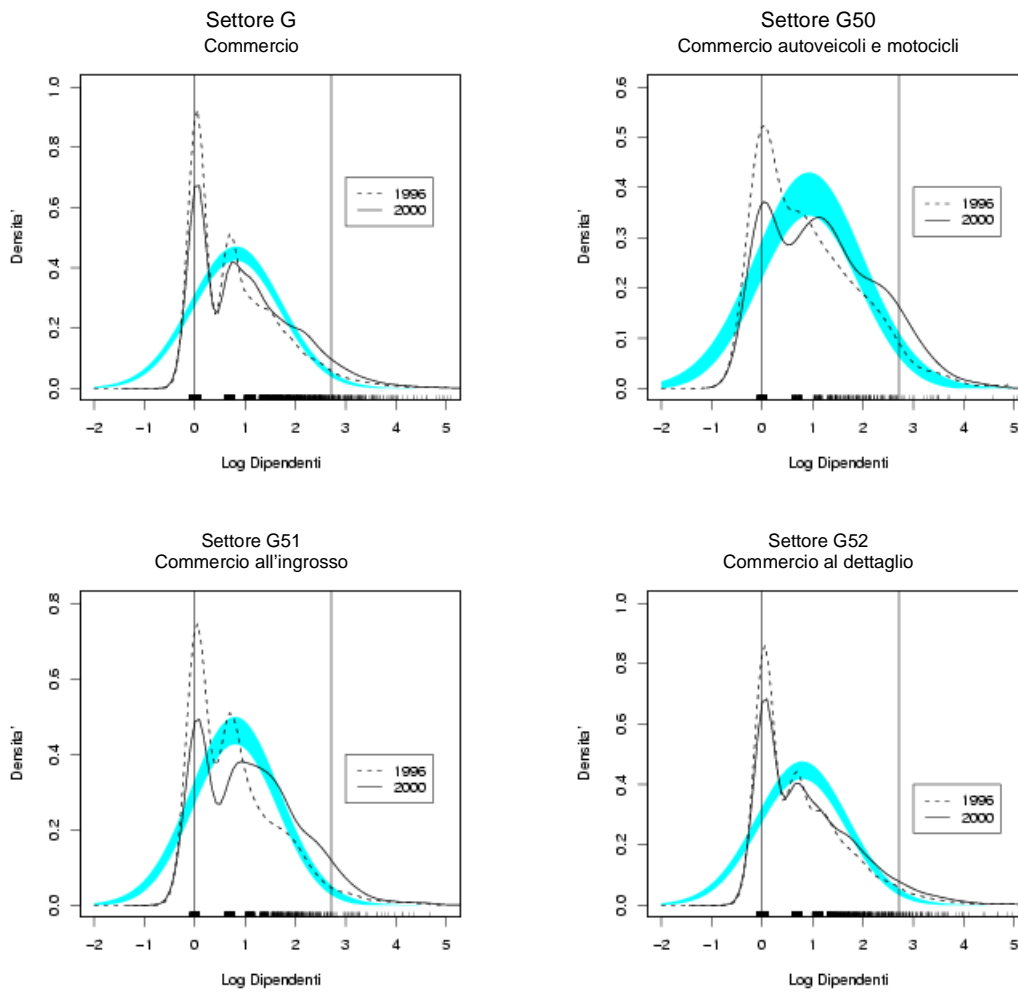 Settore G
Commercio
1.0
0.8
0.6
0.4
0.2
0.0
Densita'
1996
2000
−2 −1 0 1 2 3 4 5
Log Dipendenti
Settore G50
Commercio autoveicoli e motocicli
0.6
0.5
0.4
0.3
0.2
0.1
0.0
Densita'
1996
2000
−2 −1 0 1 2 3 4 5
Log Dipendenti
Settore G51
Commercio all'ingrosso
0.8
0.6
0.4
0.2
0.0
Densita'
1996
2000
−2 −1 0 1 2 3 4 5
Log Dipendenti
Settore G52
Commercio al dettaglio
1.0
0.8
0.6
0.4
0.2
0.0
Densita'
1996
2000
−2 −1 0 1 2 3 4 5
Log Dipendenti